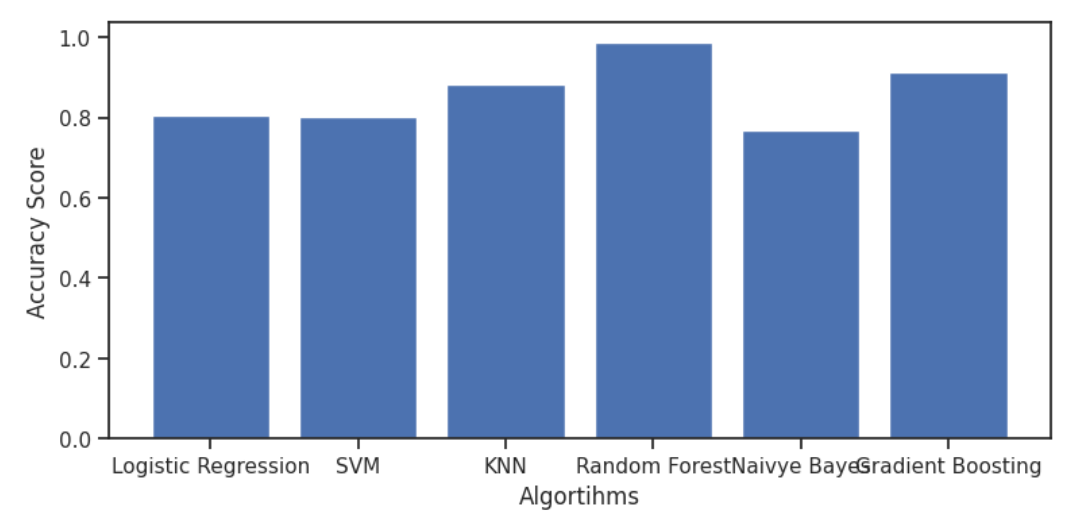 1.0
0.8
0.6
0.4
0.2
0.0
Accuracy Score
Logistic Regression SVM KNN Random Forest Naivye Bayes Gradient Boosting
Algortihms